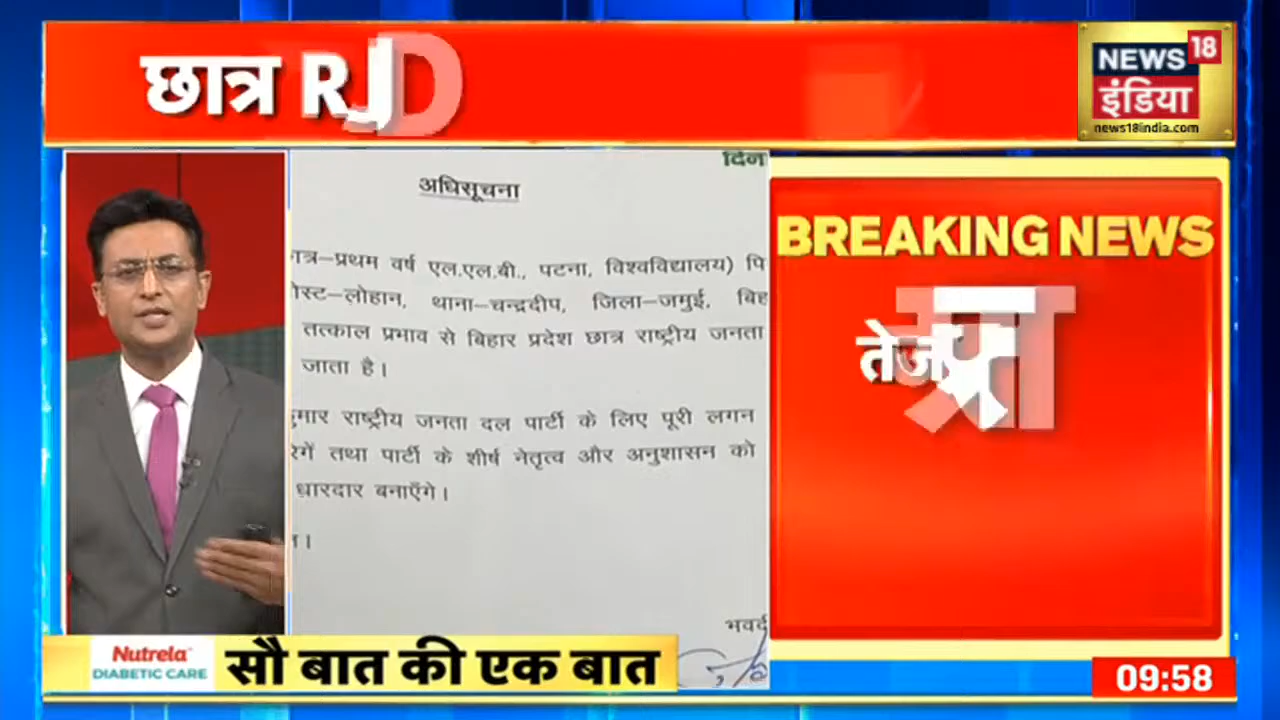 छात्र RJD
NEWS 18
इंडिया
news18india.com
दिन
अधिसूचना
ात्र–प्रथम वर्ष एल.एल.बी., पटना, विश्वविद्यालय) पि
ोस्ट–लोहान, थाना–चन्द्रदीप, जिला–जमुई, बिह
तत्काल प्रभाव से बिहार प्रदेश छात्र राष्ट्रीय जनता
जाता है।
ुमार राष्ट्रीय जनता दल पार्टी के लिए पूरी लगन
रेगें तथा पार्टी के शीर्ष नेतृत्व और अनुशासन को
धारदार बनाएँगे।
भवदी
BREAKING NEWS
Nutrela
DIABETIC CARE
सौ बात की एक बात
09:58